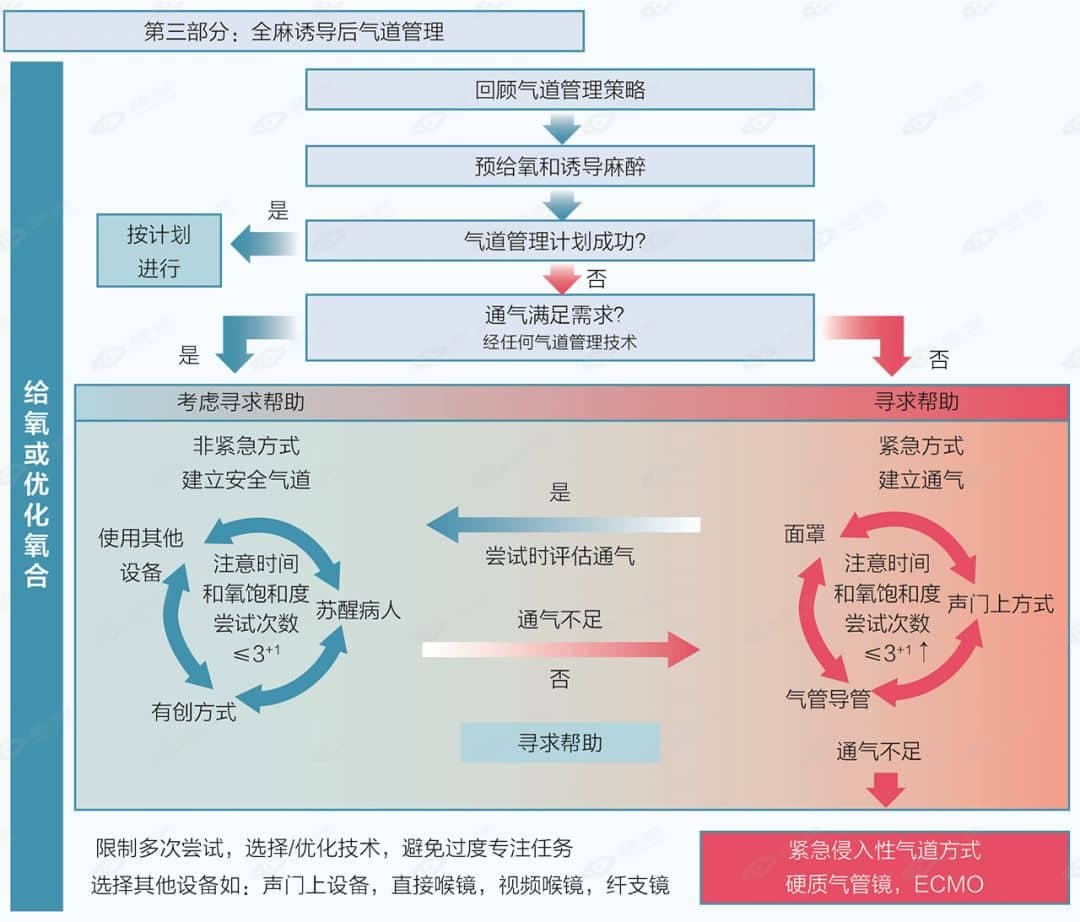 第三部分：全麻诱导后气道管理
给氧或优化氧合
回顾气道管理策略
预给氧和诱导麻醉
气道管理计划成功？
是
按计划
进行
否
通气满足需求？
经任何气道管理技术
是
否
考虑寻求帮助
寻求帮助
非紧急方式
建立安全气道
使用其他
设备
注意时间
和氧饱和度
尝试次数
≤3+1
苏醒病人
有创方式
是
尝试时评估通气
通气不足
否
寻求帮助
紧急方式
建立通气
面罩
注意时间
和氧饱和度
尝试次数
≤3+1↑
声门上方式
气管导管
通气不足
限制多次尝试，选择/优化技术，避免过度专注任务
选择其他设备如：声门上设备，直接喉镜，视频喉镜，纤支镜
紧急侵入性气道方式
硬质气管镜，ECMO